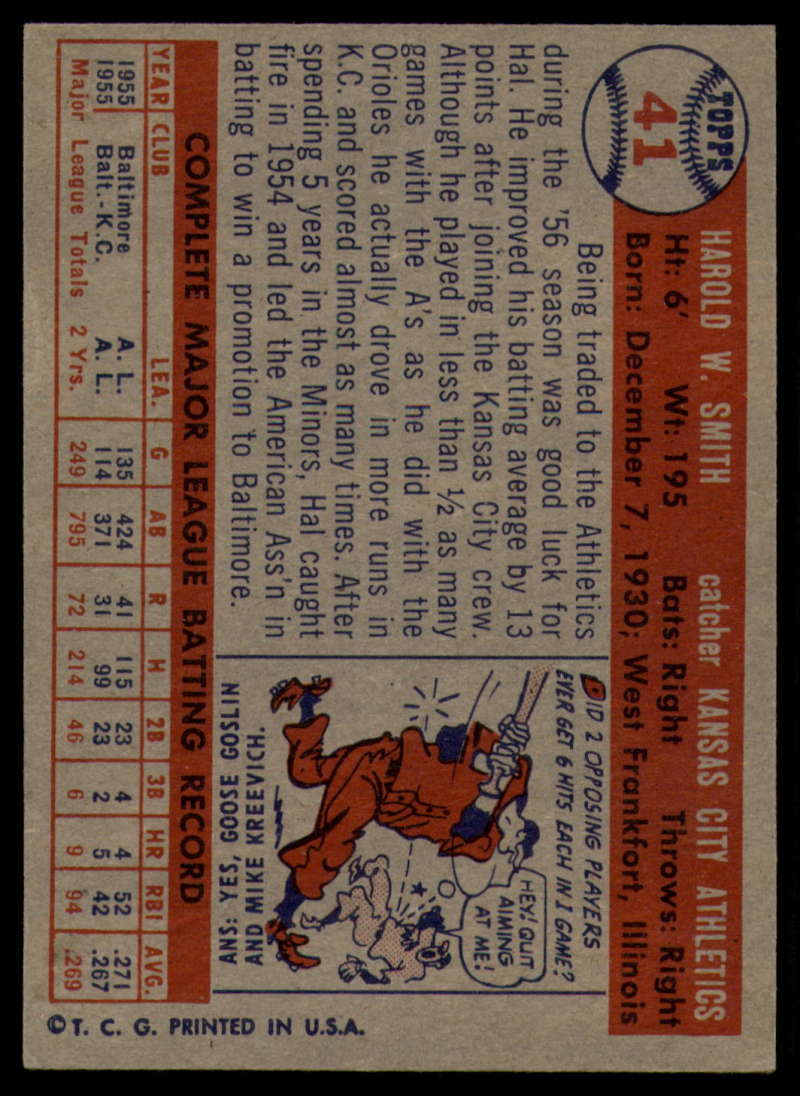 TOPPS
41
HAROLD W. SMITH catcher KANSAS CITY ATHLETICS
Ht: 6' Wt: 195 Bats: Right Throws: Right
Born: December 7, 1930; West Frankfort, Illinois
Being traded to the Athletics
during the '56 season was good luck for
Hal. He improved his batting average by 13
points after joining the Kansas City crew.
Although he played in less than ½ as many
games with the A's as he did with the
Orioles he actually drove in more runs in
K.C. and scored almost as many times. After
spending 5 years in the Minors, Hal caught
fire in 1954 and led the American Ass'n in
batting to win a promotion to Baltimore.
DID 2 OPPOSING PLAYERS
EVER GET 6 HITS EACH IN 1 GAME?
HEY! QUIT
AIMING
AT ME!
ANS: YES, GOOSE GOSLIN
AND MIKE KREEVICH.
COMPLETE MAJOR LEAGUE BATTING RECORD
YEAR CLUB LEA. G AB R H 2B 3B HR RBI AVG.
1955 Baltimore A. L. 135 424 41 115 23 4 4 52 .271
1955 Balt.-K.C. A. L. 114 371 31 99 23 2 5 42 .267
Major League Totals 2 Yrs. 249 795 72 214 46 6 9 94 .269
© T. C. G. PRINTED IN U.S.A.